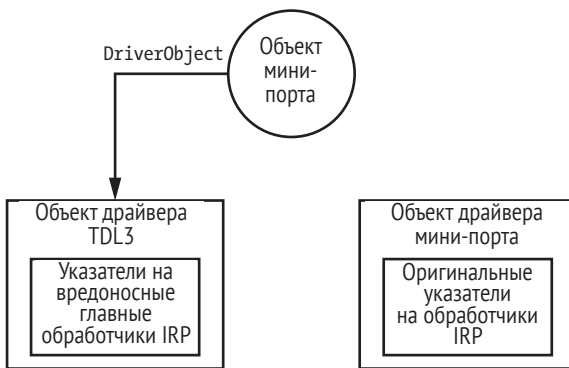 DriverObject
Объект
мини-
порта
Объект драйвера
TDL3
Указатели на
вредоносные
главные
обработчики IRP
Объект драйвера
мини-порта
Оригинальные
указатели
на обработчики
IRP